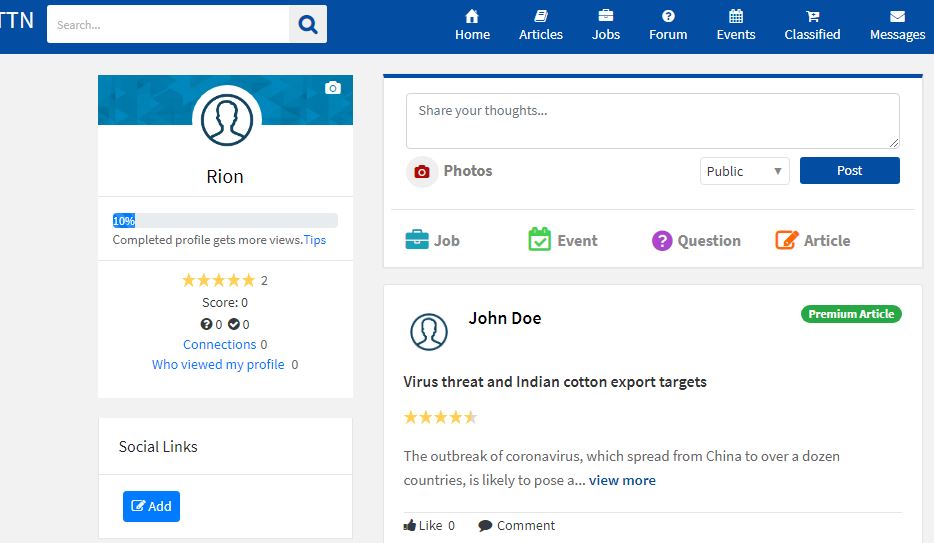 TTN
Search...
Home Articles Jobs Forum Events Classified Messages
Rion
10%
Completed profile gets more views.Tips
2
Score: 0
0 0
Connections 0
Who viewed my profile 0
Social Links
Add
Share your thoughts...
Photos
Public
Post
Job Event Question Article
John Doe
Premium Article
Virus threat and Indian cotton export targets
The outbreak of coronavirus, which spread from China to over a dozen
countries, is likely to pose a... view more
Like 0 Comment